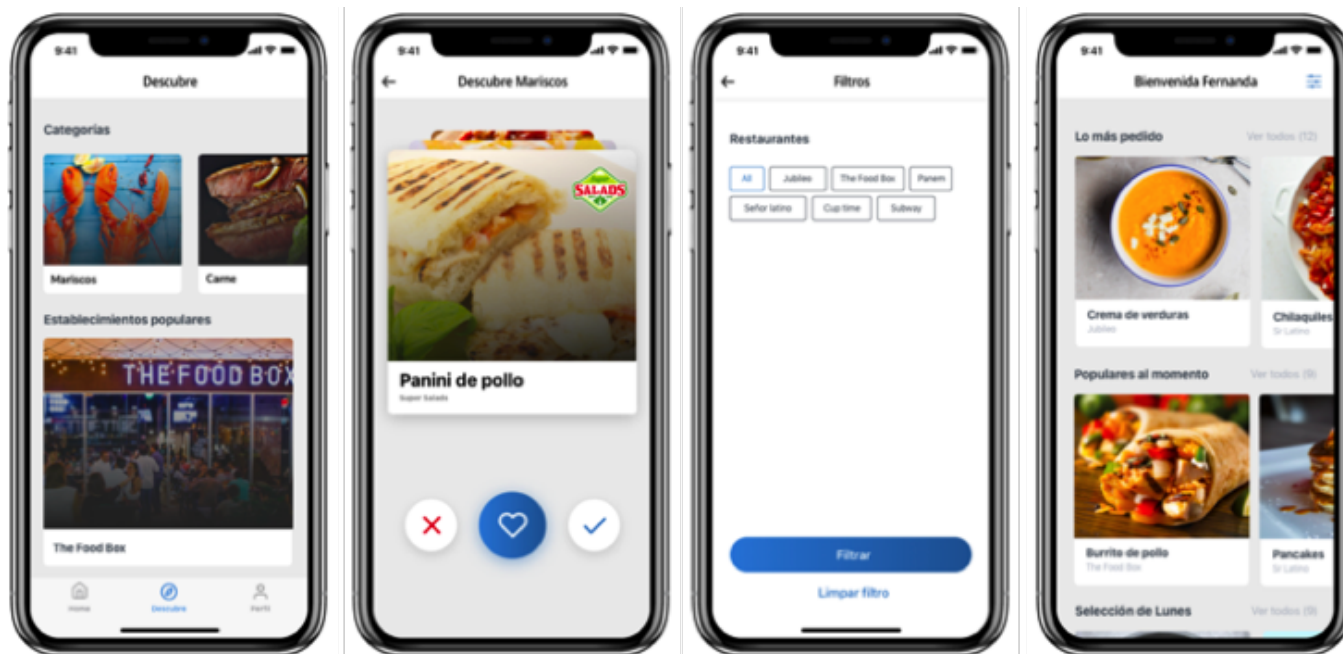 9:41
Descubre
Categorías
Mariscos
Carne
Establecimientos populares
THE FOOD BOX
The Food Box
Home
Descubre
Perfil
9:41
Descubre Mariscos
Super
SALADS
Panini de pollo
Super Salads
9:41
Filtros
Restaurantes
All Jubileo The Food Box Panem
Señor latino Cup time Subway
Filtrar
Limpar filtro
9:41
Bienvenida Fernanda
Lo más pedido Ver todos (12)
Crema de verduras
Jubileo
Chilaquiles
Sr Latino
Populares al momento Ver todos (9)
Burrito de pollo
The Food Box
Pancakes
Sr Latino
Selección de Lunes Ver todos (9)